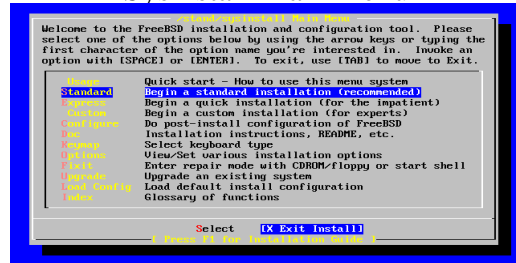 /stand/sysinstall Main Menu
Welcome to the FreeBSD installation and configuration tool. Please
select one of the options below by using the arrow keys or typing the
first character of the option name you're interested in. Invoke an
option with [SPACE] or [ENTER]. To exit, use [TAB] to move to Exit.
Usage Quick start - How to use this menu system
Standard Begin a standard installation (recommended)
Express Begin a quick installation (for the impatient)
Custom Begin a custom installation (for experts)
Configure Do post-install configuration of FreeBSD
Doc Installation instructions, README, etc.
Keymap Select keyboard type
Options View/Set various installation options
Fixit Enter repair mode with CDROM/floppy or start shell
Upgrade Upgrade an existing system
Load Config Load default install configuration
Index Glossary of functions
Select [X Exit Install]
[ Press F1 for Installation Guide ]